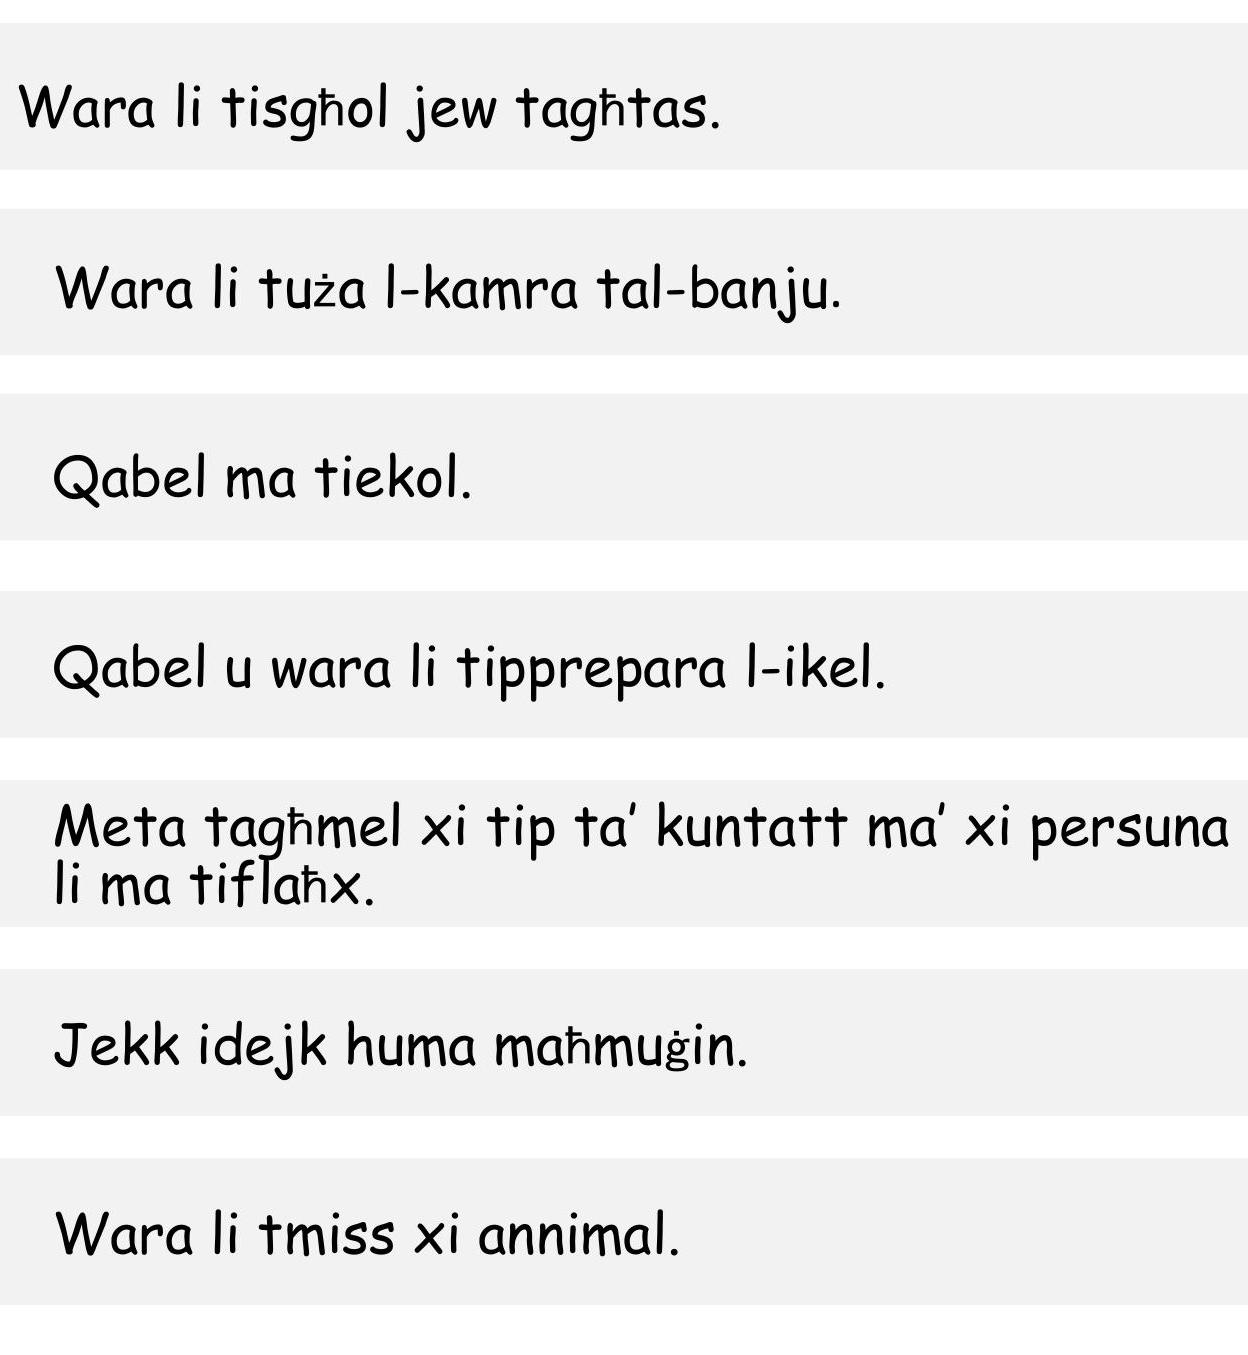 Wara li tisgħol jew tagħtas.
Wara li tuża l-kamra tal-banju.
Qabel ma tiekol.
Qabel u wara li tipprepara l-ikel.
Meta tagħmel xi tip ta’ kuntatt ma’ xi persuna
li ma tiflaħx.
Jekk idejk huma maħmuġin.
Wara li tmiss xi annimal.